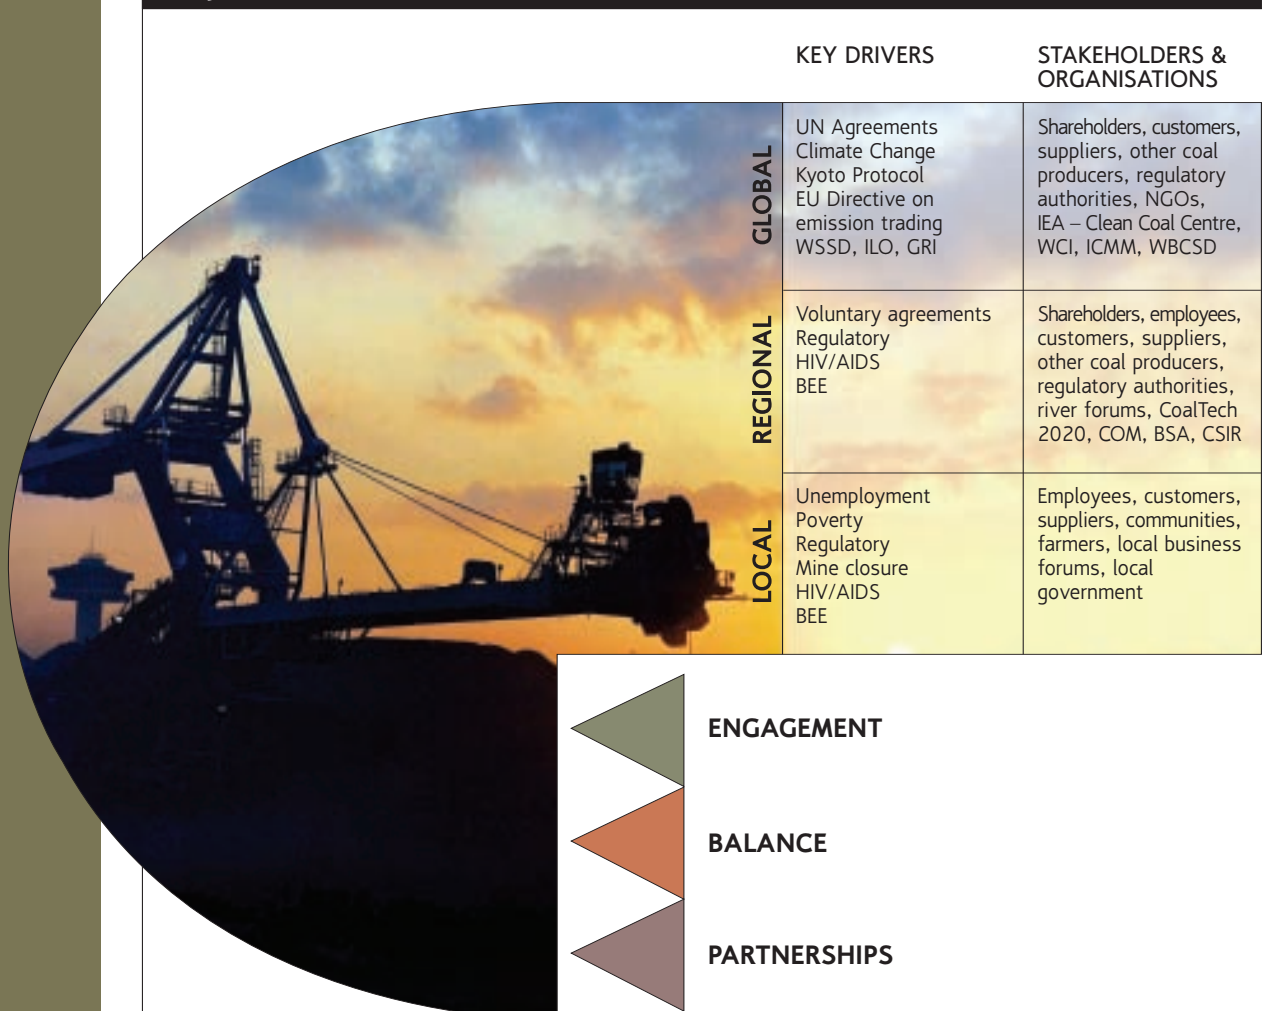 KEY DRIVERS
STAKEHOLDERS &
ORGANISATIONS
GLOBAL
UN Agreements
Climate Change
Kyoto Protocol
EU Directive on
emission trading
WSSD, ILO, GRI
Shareholders, customers,
suppliers, other coal
producers, regulatory
authorities, NGOs,
IEA – Clean Coal Centre,
WCI, ICMM, WBCSD
REGIONAL
Voluntary agreements
Regulatory
HIV/AIDS
BEE
Shareholders, employees,
customers, suppliers,
other coal producers,
regulatory authorities,
river forums, CoalTech
2020, COM, BSA, CSIR
LOCAL
Unemployment
Poverty
Regulatory
Mine closure
HIV/AIDS
BEE
Employees, customers,
suppliers, communities,
farmers, local business
forums, local
government
ENGAGEMENT
BALANCE
PARTNERSHIPS